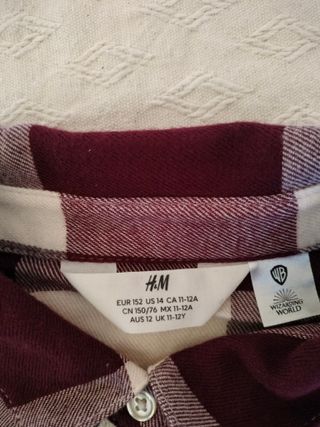 H&M
EUR 152 US 14 CA 11-12A
CN 150/76 MX 11-12A
AUS 12 UK 11-12Y
WB
WIZARDING
WORLD